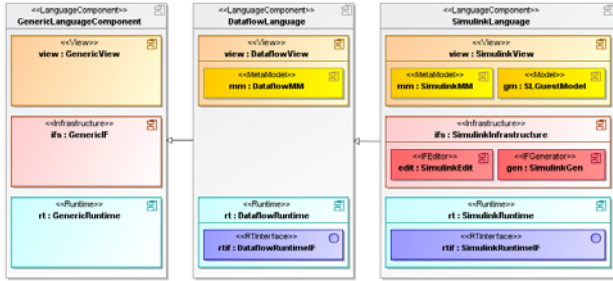 <<LanguageComponent>>
GenericLanguageComponent
<<View>>
view : GenericView
<<Infrastructure>>
ifs : GenericIF
<<Runtime>>
rt : GenericRuntime
<<LanguageComponent>>
DataflowLanguage
<<View>>
view : DataflowView
<<MetaModel>>
mm : DataflowMM
<<Runtime>>
rt : DataflowRuntime
<<RTInterface>>
rtif : DataflowRuntimeIF
<<LanguageComponent>>
SimulinkLanguage
<<View>>
view : SimulinkView
<<MetaModel>>
mm : SimulinkMM
<<Model>>
gm : SLGuestModel
<<Infrastructure>>
ifs : SimulinkInfrastructure
<<IFEditor>>
edit : SimulinkEdit
<<IFGenerator>>
gen : SimulinkGen
<<Runtime>>
rt : SimulinkRuntime
<<RTInterface>>
rtif : SimulinkRuntimeIF